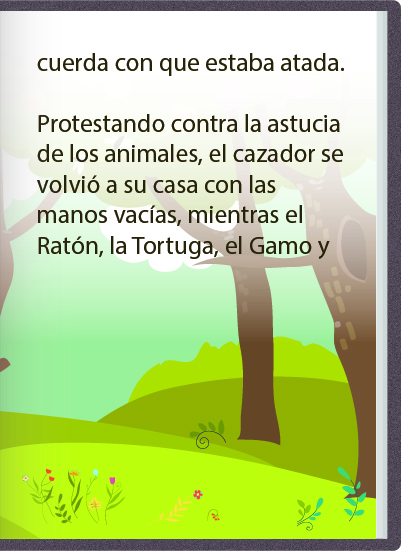 cuerda con que estaba atada.
Protestando contra la astucia
de los animales, el cazador se
volvió a su casa con las
manos vacías, mientras el
Ratón, la Tortuga, el Gamo y